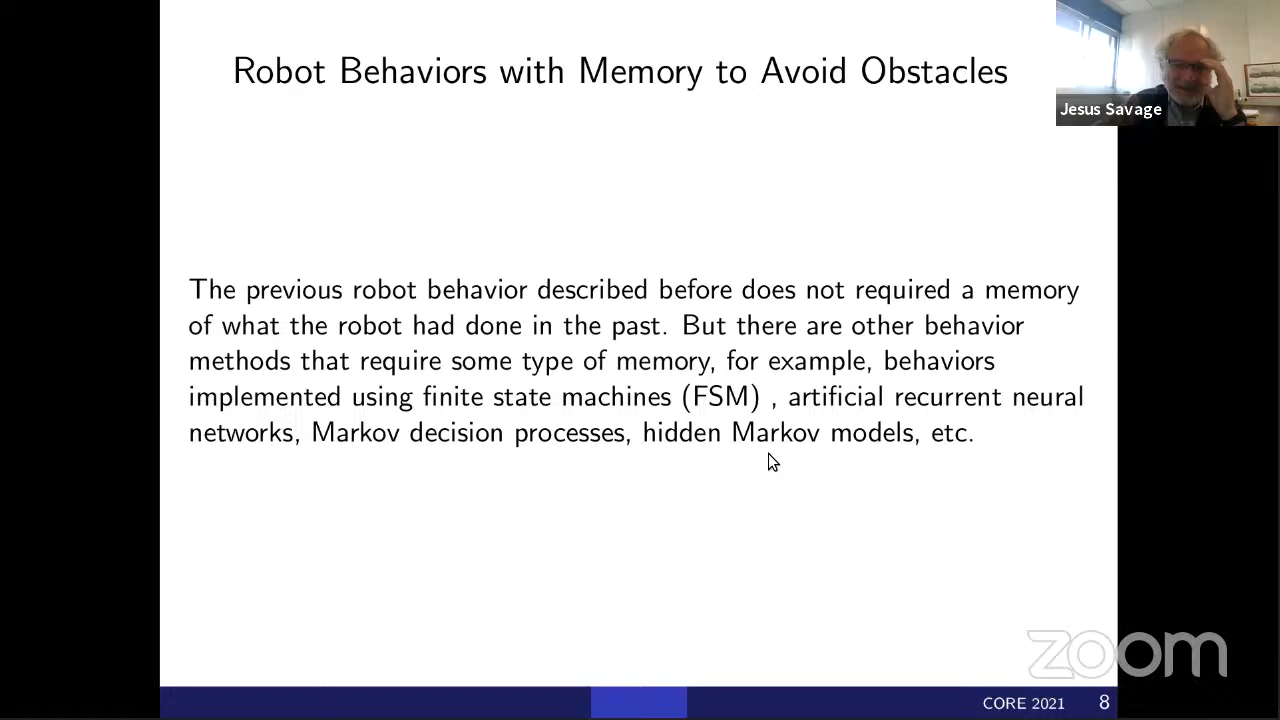 Robot Behaviors with Memory to Avoid Obstacles
Jesus Savage
The previous robot behavior described before does not required a memory
of what the robot had done in the past. But there are other behavior
methods that require some type of memory, for example, behaviors
implemented using finite state machines (FSM) , artificial recurrent neural
networks, Markov decision processes, hidden Markov models, etc.
zoom
CORE 2021 8